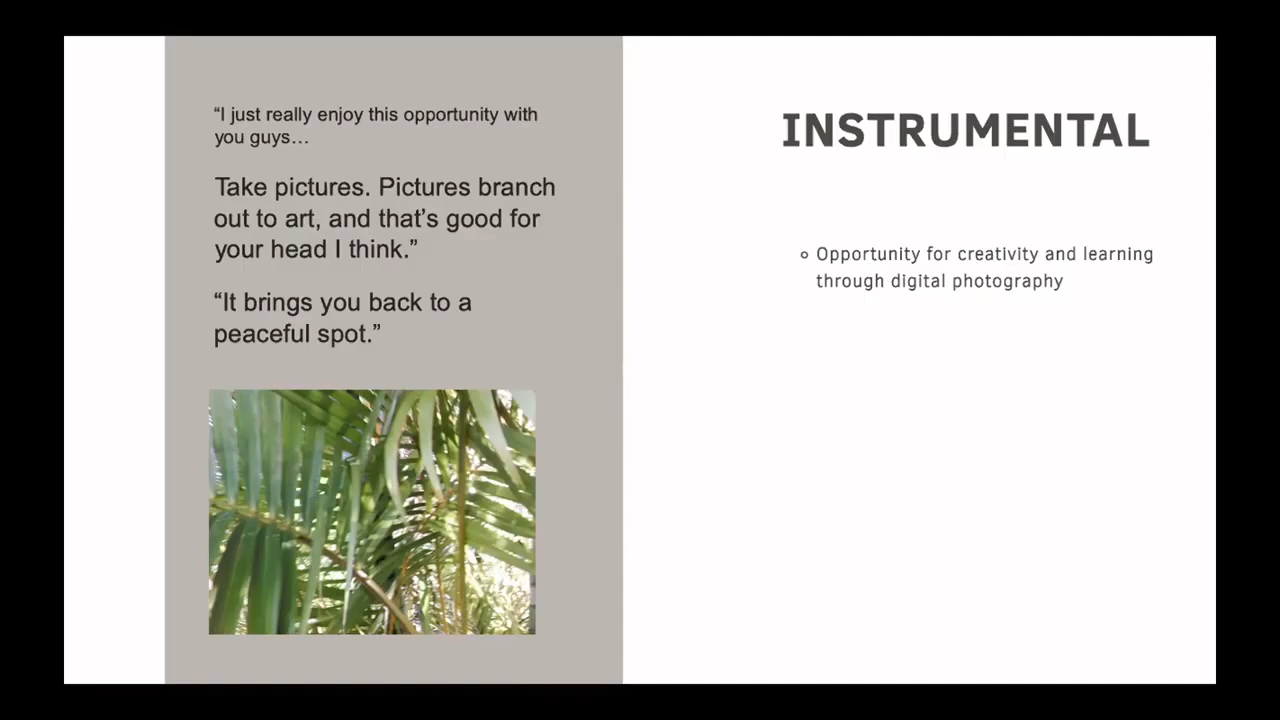 “I just really enjoy this opportunity with
you guys…
Take pictures. Pictures branch
out to art, and that’s good for
your head I think.”
“It brings you back to a
peaceful spot.”
INSTRUMENTAL
Opportunity for creativity and learning
through digital photography